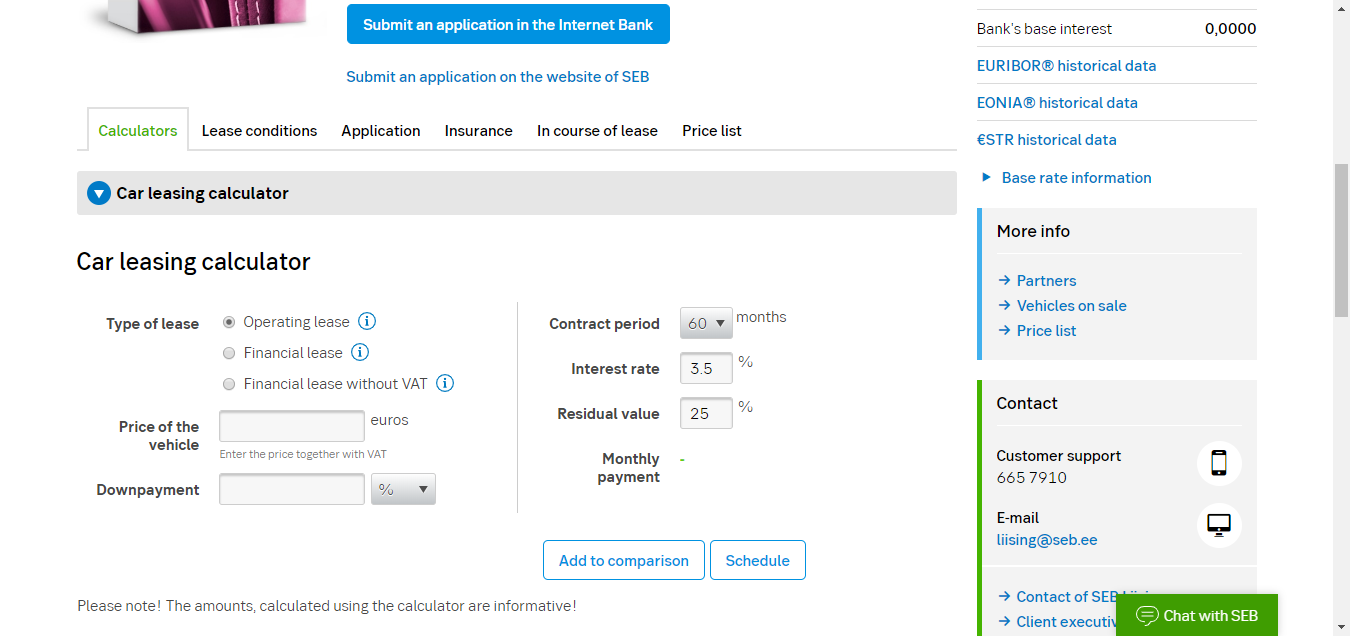 Submit an application in the Internet Bank
Submit an application on the website of SEB
Calculators
Lease conditions
Application
Insurance
In course of lease
Price list
Car leasing calculator
Car leasing calculator
Type of lease
Operating lease
Financial lease
Financial lease without VAT
Price of the
vehicle
euros
Enter the price together with VAT
Downpayment
%
Contract period
60
months
Interest rate
3.5
%
Residual value
25
%
Monthly
payment
-
Add to comparison
Schedule
Please note! The amounts, calculated using the calculator are informative!
Bank's base interest
0,0000
EURIBOR® historical data
EONIA® historical data
€STR historical data
Base rate information
More info
Partners
Vehicles on sale
Price list
Contact
Customer support
665 7910
E-mail
liising@seb.ee
Contact of SEB
Client
Chat with SEB